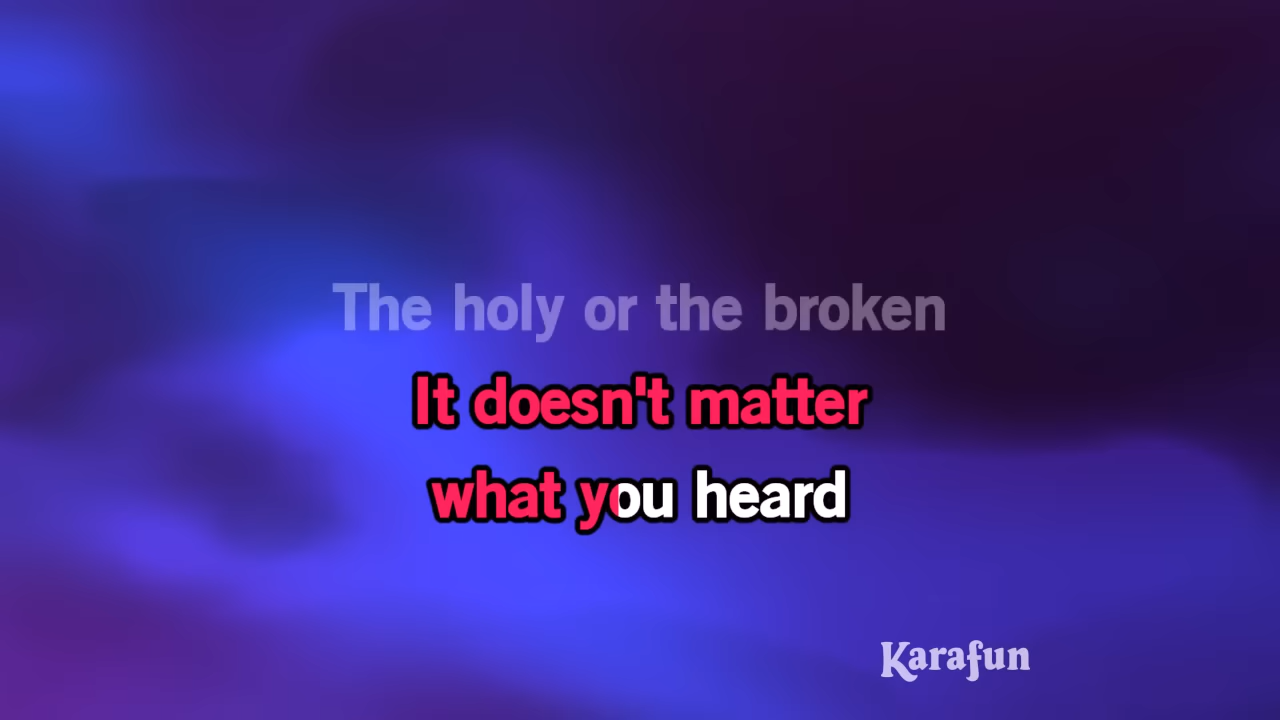 The holy or the broken
It doesn't matter
what you heard
Karafun